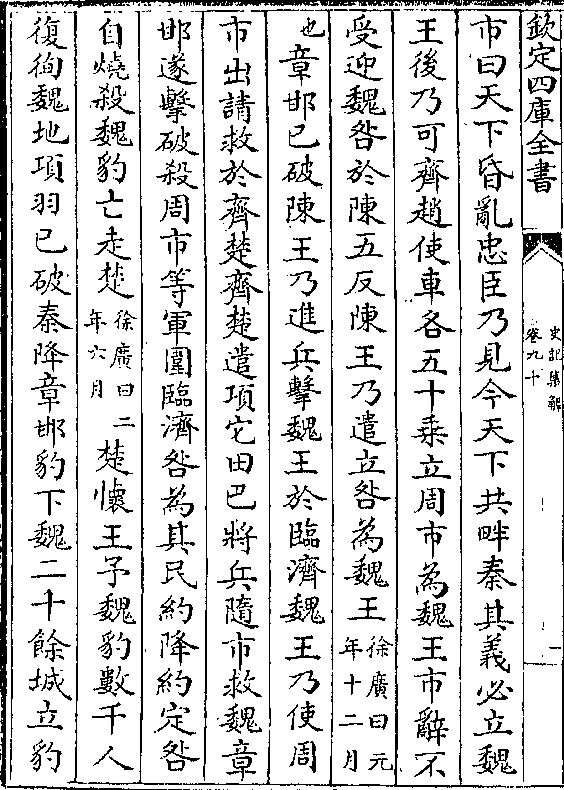 欽定四庫全書
史記集解
卷九十
一
市曰天下昏亂忠臣乃見今天下共畔秦其義必立魏
王後乃可齊趙使車各五十乗立周市為魏王市辭不
受迎魏咎於陳五反陳王乃遣立咎為魏王徐廣曰元年十二月
也章邯已破陳王乃進兵擊魏王於臨濟魏王乃使周
市出請救於齊楚齊楚遣項它田巴將兵隨市救魏章
邯遂擊破殺周市等軍圍臨濟咎為其民約降約定咎
自燒殺魏豹亡走楚徐廣曰二年六月楚懐王予魏豹數千人
復徇魏地項羽已破秦降章邯豹下魏二十餘城立豹